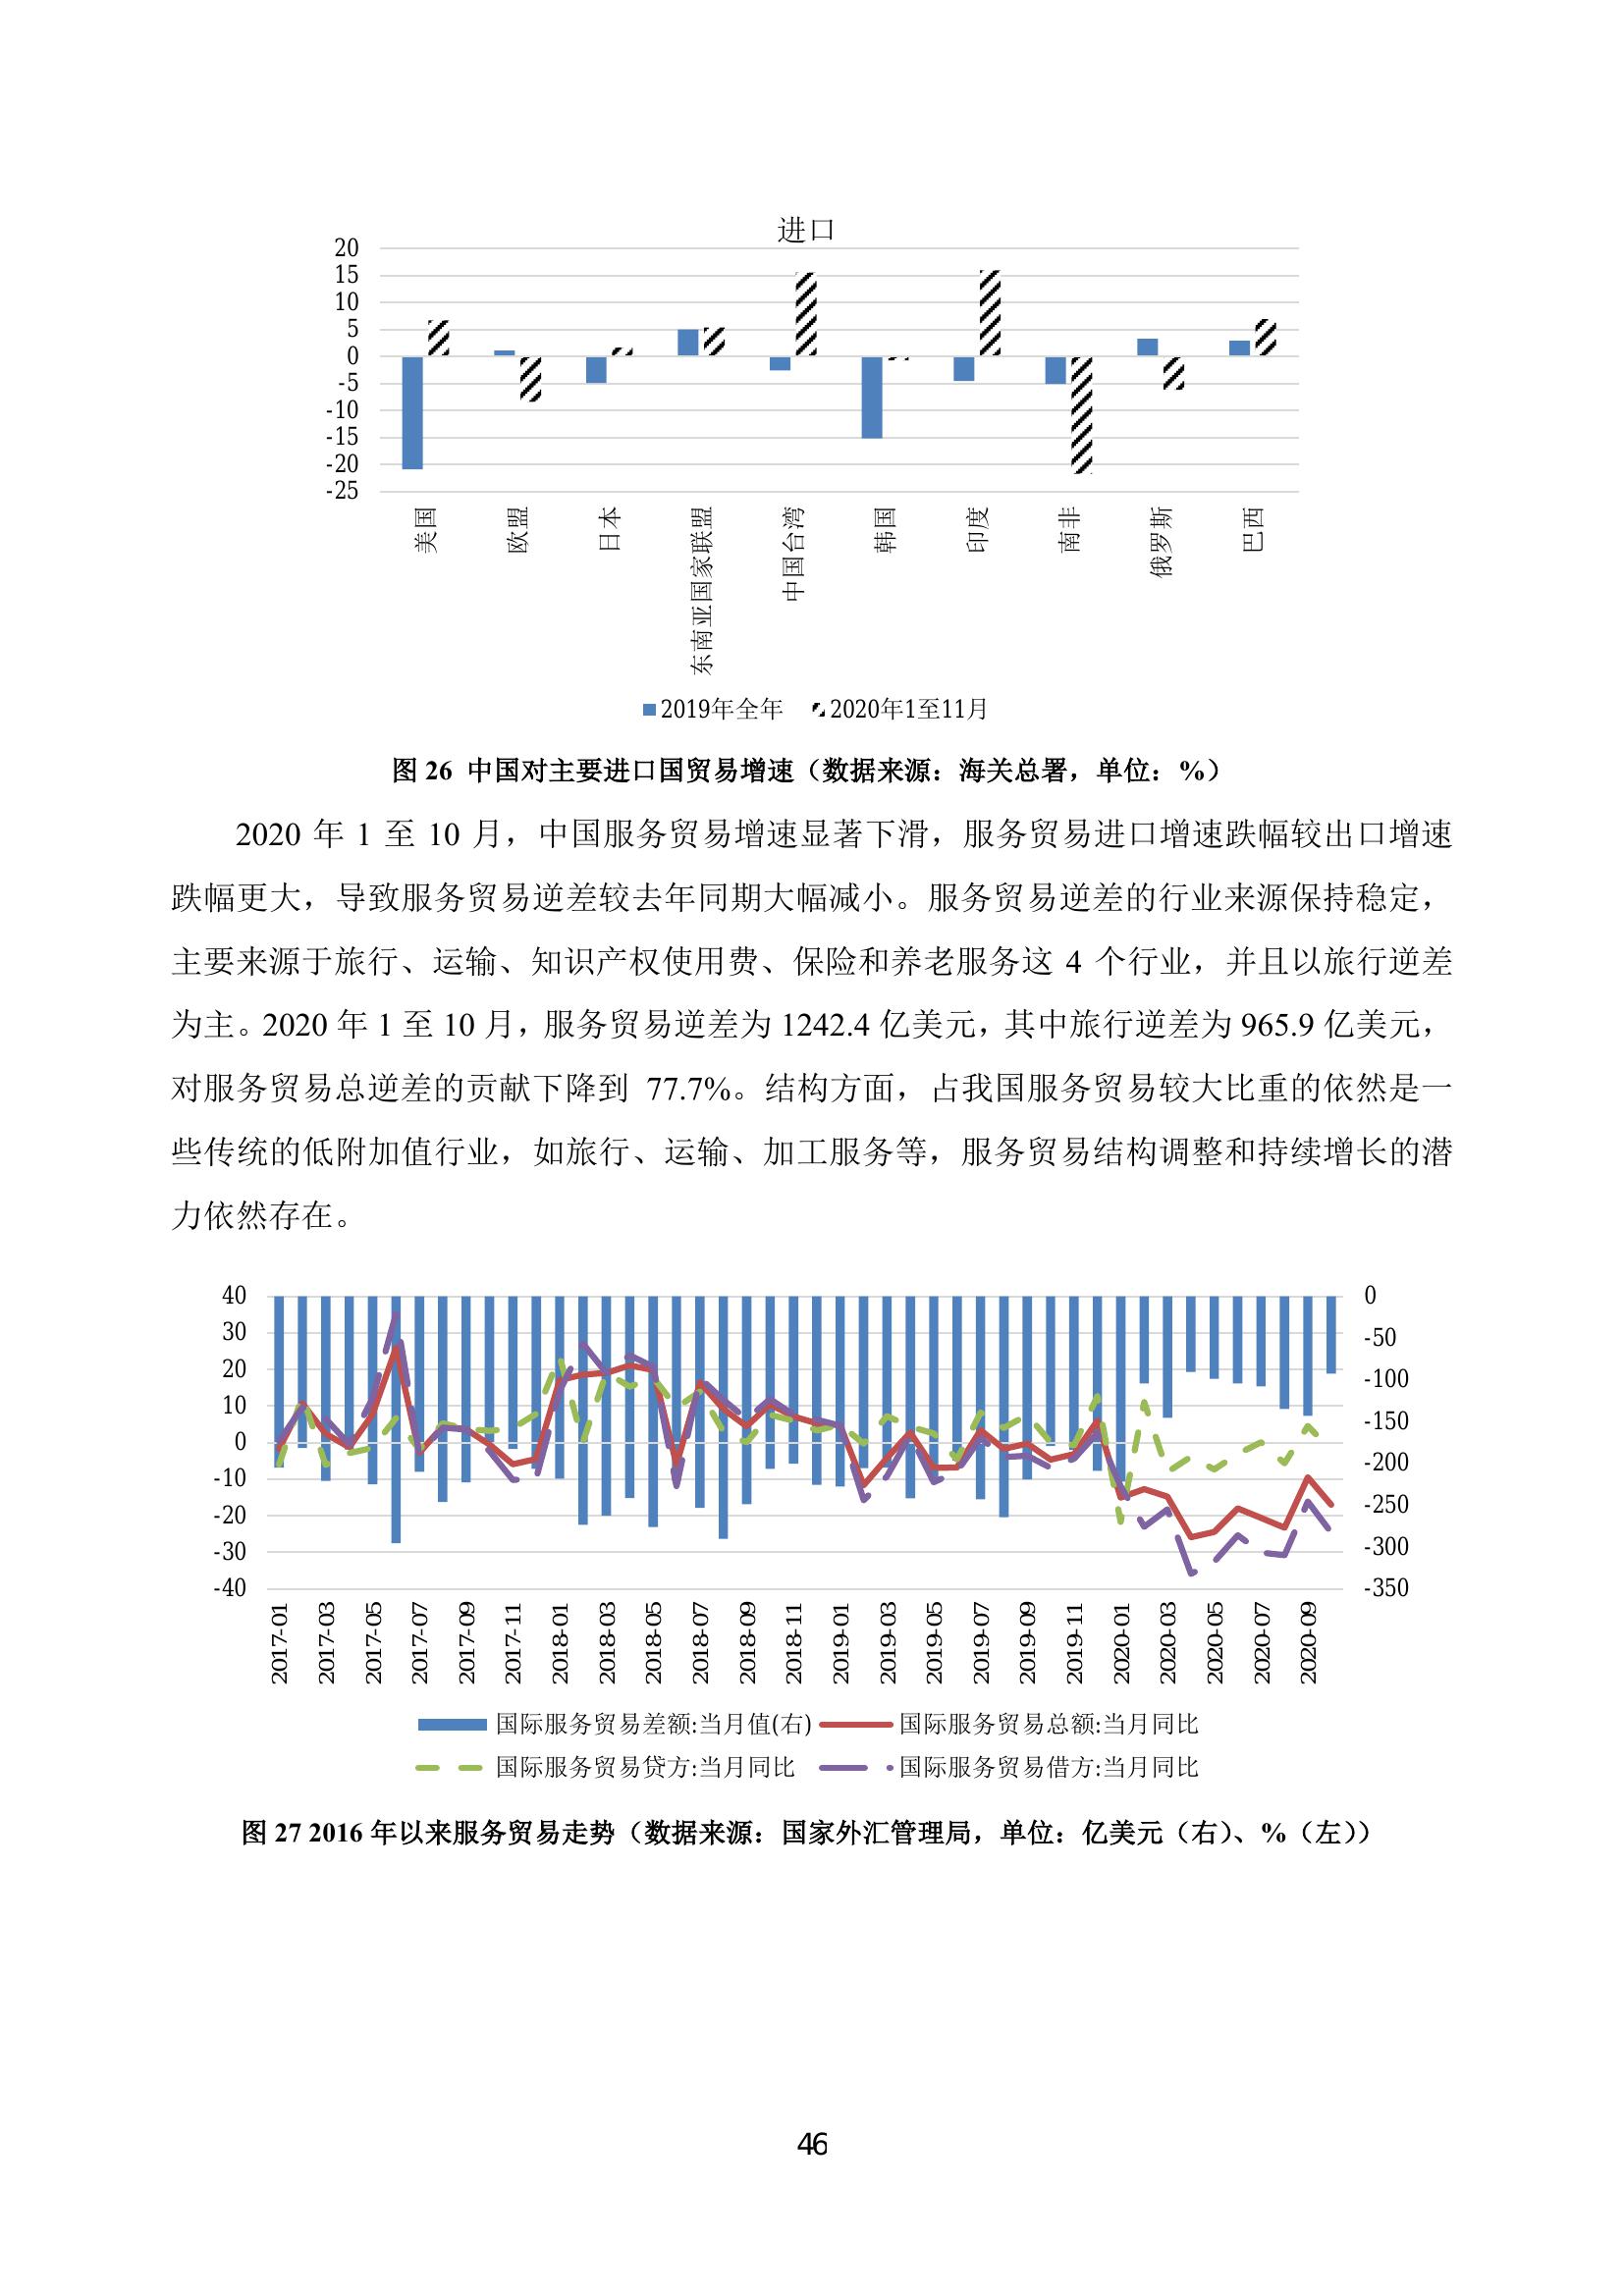 进口
20
15
10
5
0
-5
-10
-15
-20
-25
美国
欧盟
日本
东南亚国家联盟
中国台湾
韩国
印度
南非
俄罗斯
巴西
2019年全年 2020年1至11月
图 26 中国对主要进口国贸易增速（数据来源：海关总署，单位：%）
2020 年 1 至 10 月，中国服务贸易增速显著下滑，服务贸易进口增速跌幅较出口增速
跌幅更大，导致服务贸易逆差较去年同期大幅减小。服务贸易逆差的行业来源保持稳定，
主要来源于旅行、运输、知识产权使用费、保险和养老服务这 4 个行业，并且以旅行逆差
为主。2020 年 1 至 10 月，服务贸易逆差为 1242.4 亿美元，其中旅行逆差为 965.9 亿美元，
对服务贸易总逆差的贡献下降到 77.7%。结构方面，占我国服务贸易较大比重的依然是一
些传统的低附加值行业，如旅行、运输、加工服务等，服务贸易结构调整和持续增长的潜
力依然存在。
40
30
20
10
0
-10
-20
-30
-40
0
-50
-100
-150
-200
-250
-300
-350
2017-01
2017-03
2017-05
2017-07
2017-09
2017-11
2018-01
2018-03
2018-05
2018-07
2018-09
2018-11
2019-01
2019-03
2019-05
2019-07
2019-09
2019-11
2020-01
2020-03
2020-05
2020-07
2020-09
国际服务贸易差额:当月值(右) 国际服务贸易总额:当月同比
国际服务贸易贷方:当月同比 国际服务贸易借方:当月同比
图 27 2016 年以来服务贸易走势（数据来源：国家外汇管理局，单位：亿美元（右）、%（左））
46